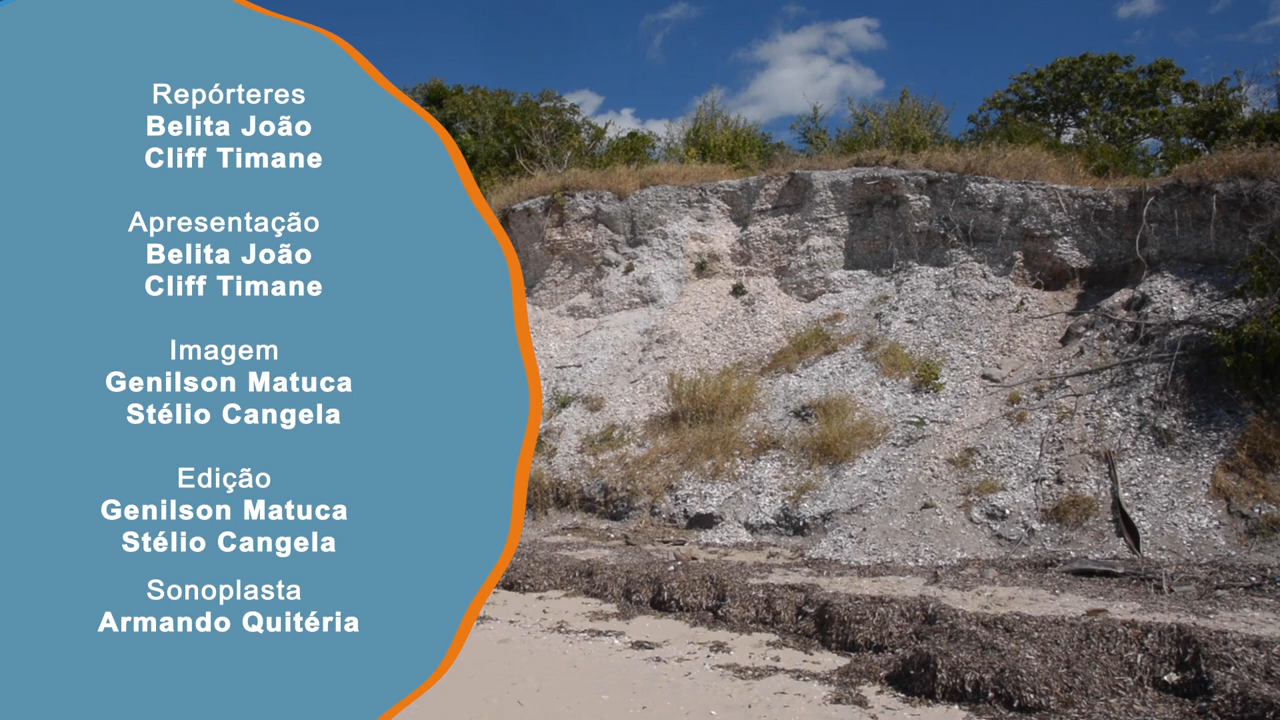 Repórteres
Belita João
Cliff Timane
Apresentação
Belita João
Cliff Timane
Imagem
Genilson Matuca
Stélio Cangela
Edição
Genilson Matuca
Stélio Cangela
Sonoplasta
Armando Quitéria